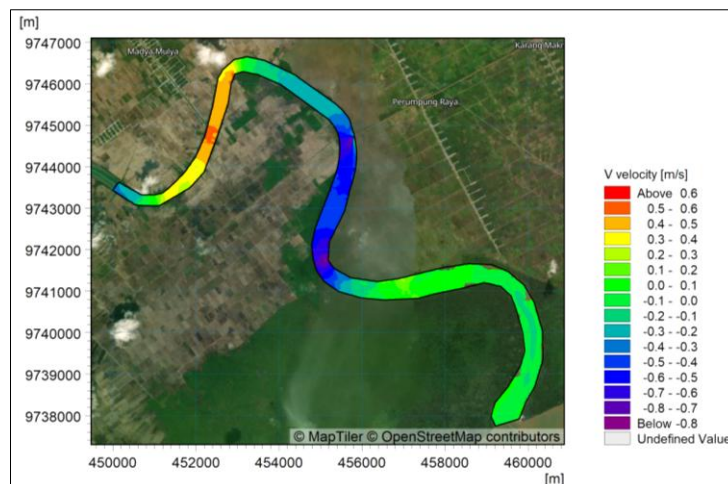 [m]
9747000
9746000
9745000
9744000
9743000
9742000
9741000
9740000
9739000
9738000
Madya Mulya
Karang Makr
Perumpung Raya
© MapTiler © OpenStreetMap contributors
450000 452000 454000 456000 458000 460000
[m]
V velocity [m/s]
Above 0.6
0.5 - 0.6
0.4 - 0.5
0.3 - 0.4
0.2 - 0.3
0.1 - 0.2
0.0 - 0.1
-0.1 - 0.0
-0.2 - -0.1
-0.3 - -0.2
-0.4 - -0.3
-0.5 - -0.4
-0.6 - -0.5
-0.7 - -0.6
-0.8 - -0.7
Below -0.8
Undefined Value